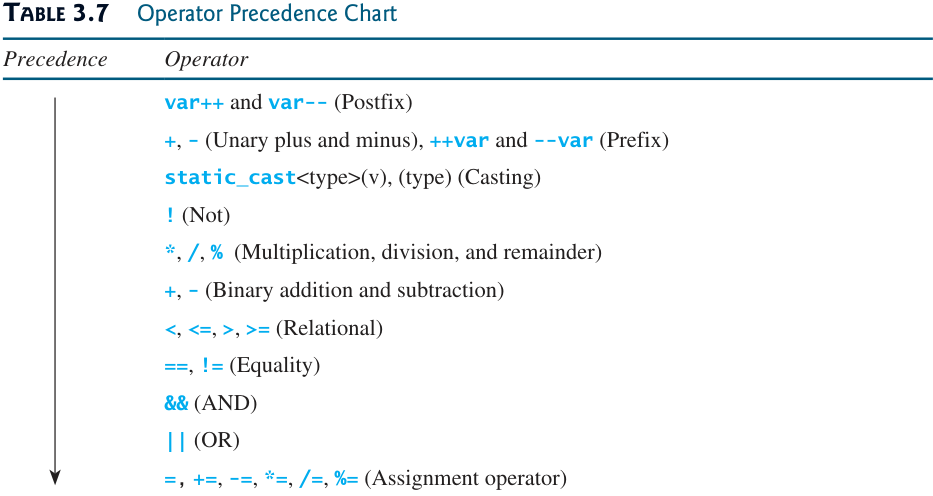 TABLE 3.7 Operator Precedence Chart
Precedence Operator
var++ and var-- (Postfix)
+, - (Unary plus and minus), ++var and --var (Prefix)
static_cast<type>(v), (type) (Casting)
! (Not)
*, /, % (Multiplication, division, and remainder)
+, - (Binary addition and subtraction)
<, <=, >, >= (Relational)
==, != (Equality)
&& (AND)
|| (OR)
=, +=, -=, *=, /=, %= (Assignment operator)